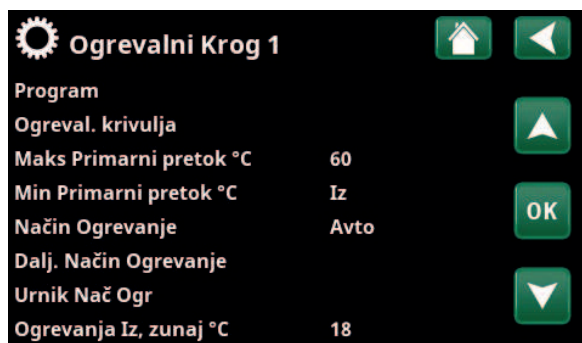 Ogrevalni Krog 1
Program
Ogreval. krivulja
Maks Primarni pretok °C 60
Min Primarni pretok °C Iz
Način Ogrevanje Avto
OK
Dalj. Način Ogrevanje
Urnik Nač Ogr
Ogrevanja Iz, zunaj °C 18